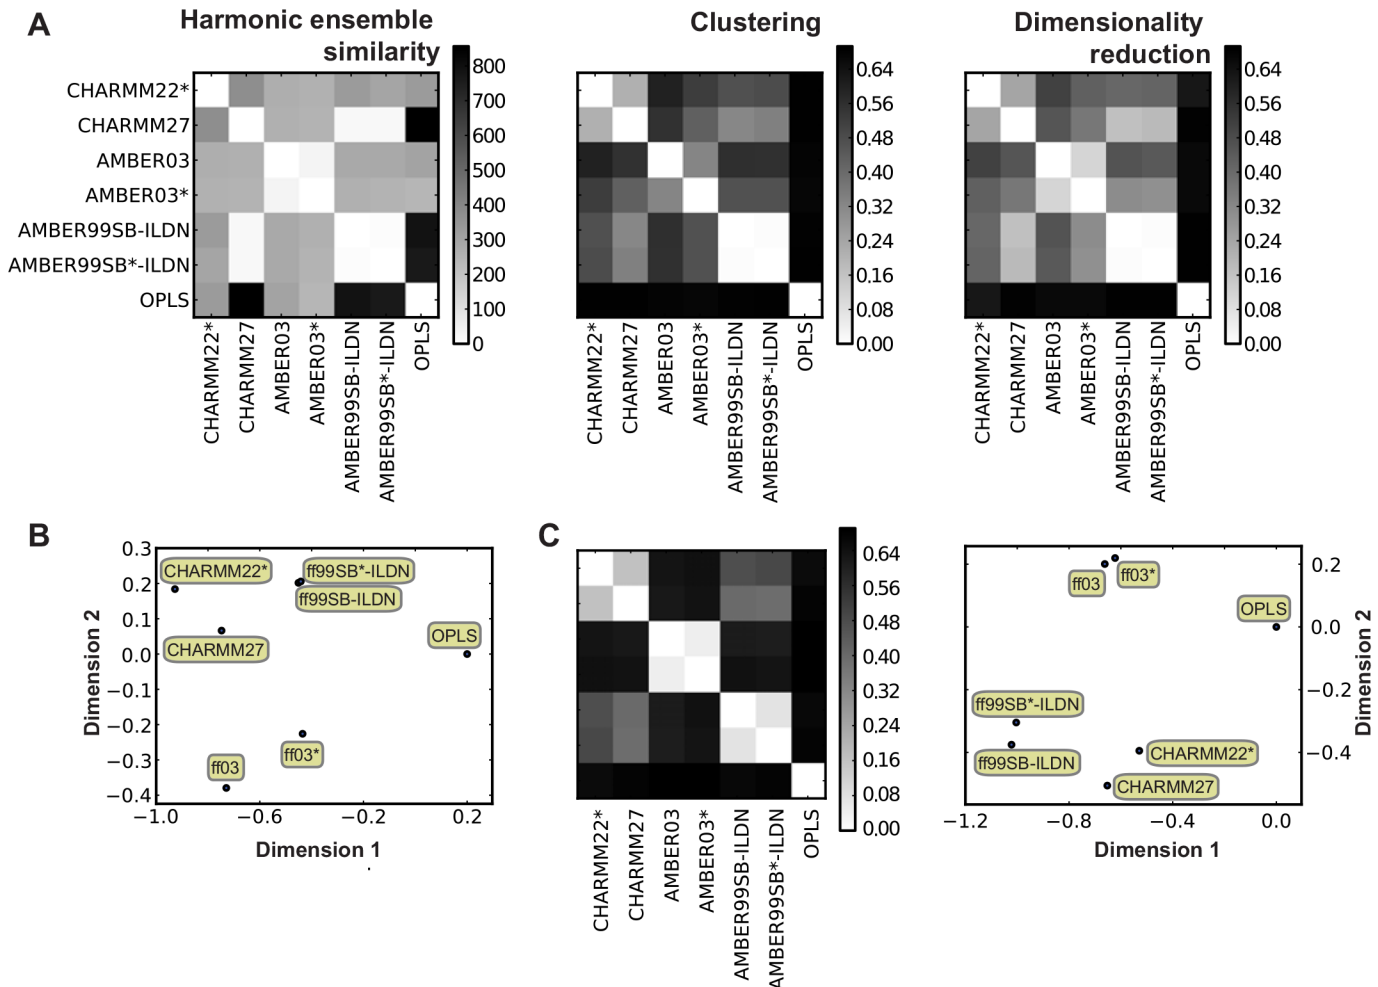 A
Harmonic ensemble
similarity
Clustering
Dimensionality
reduction
CHARMM22*
CHARMM27
AMBER03
AMBER03*
AMBER99SB-ILDN
AMBER99SB*-ILDN
OPLS
800
700
600
500
400
300
200
100
0
0.64
0.56
0.48
0.40
0.32
0.24
0.16
0.08
0.00
0.64
0.56
0.48
0.40
0.32
0.24
0.16
0.08
0.00
CHARMM22*
CHARMM27
AMBER03
AMBER03*
AMBER99SB-ILDN
AMBER99SB*-ILDN
OPLS
CHARMM22*
CHARMM27
AMBER03
AMBER03*
AMBER99SB-ILDN
AMBER99SB*-ILDN
OPLS
CHARMM22*
CHARMM27
AMBER03
AMBER03*
AMBER99SB-ILDN
AMBER99SB*-ILDN
OPLS
B
0.3
0.2
0.1
0.0
−0.1
−0.2
−0.3
−0.4
Dimension 2
CHARMM22*
ff99SB*-ILDN
ff99SB-ILDN
CHARMM27
OPLS
ff03*
ff03
−1.0
−0.6
−0.2
0.2
Dimension 1
C
0.64
0.56
0.48
0.40
0.32
0.24
0.16
0.08
0.00
CHARMM22*
CHARMM27
AMBER03
AMBER03*
AMBER99SB-ILDN
AMBER99SB*-ILDN
OPLS
ff03
ff03*
OPLS
ff99SB*-ILDN
ff99SB-ILDN
CHARMM22*
CHARMM27
0.2
0.0
−0.2
−0.4
Dimension 2
−1.2
−0.8
−0.4
0.0
Dimension 1